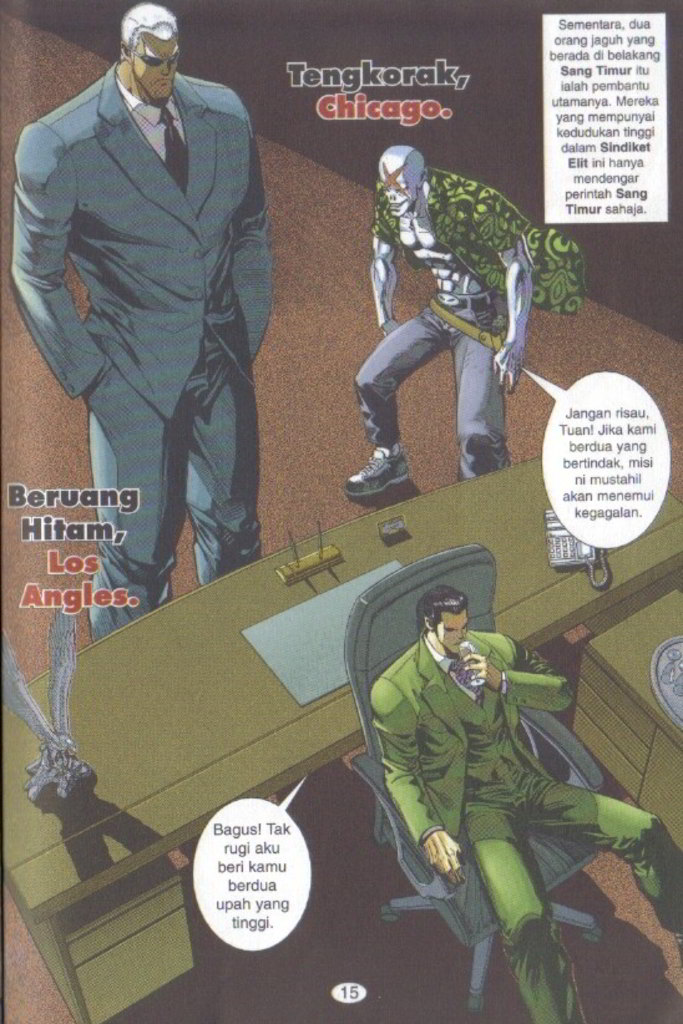 Sementara, dua
orang jaguh yang
berada di belakang
Sang Timur itu
ialah pembantu
utamanya. Mereka
yang mempunyai
kedudukan tinggi
dalam Sindiket
Elit ini hanya
mendengar
perintah Sang
Timur sahaja.
Tengkorak,
Chicago.
Jangan risau,
Tuan! Jika kami
berdua yang
bertindak, misi
ni mustahil
akan menemui
kegagalan.
Beruang
Hitam,
Los
Angles.
Bagus! Tak
rugi aku
beri kamu
berdua
upah yang
tinggi.
15